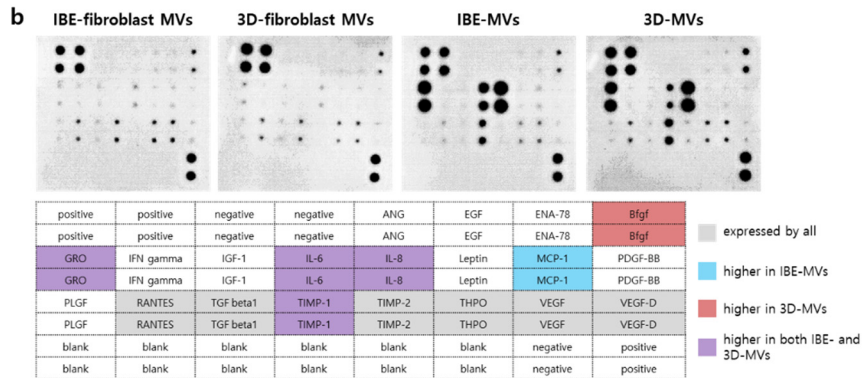 b
IBE-fibroblast MVs 3D-fibroblast MVs IBE-MVs 3D-MVs
positive positive negative negative ANG EGF ENA-78 Bfgf
positive positive negative negative ANG EGF ENA-78 Bfgf
GRO IFN gamma IGF-1 IL-6 IL-8 Leptin MCP-1 PDGF-BB
GRO IFN gamma IGF-1 IL-6 IL-8 Leptin MCP-1 PDGF-BB
PLGF RANTES TGF beta1 TIMP-1 TIMP-2 THPO VEGF VEGF-D
PLGF RANTES TGF beta1 TIMP-1 TIMP-2 THPO VEGF VEGF-D
blank blank blank blank blank blank negative positive
blank blank blank blank blank blank negative positive
expressed by all
higher in IBE-MVs
higher in 3D-MVs
higher in both IBE- and
3D-MVs